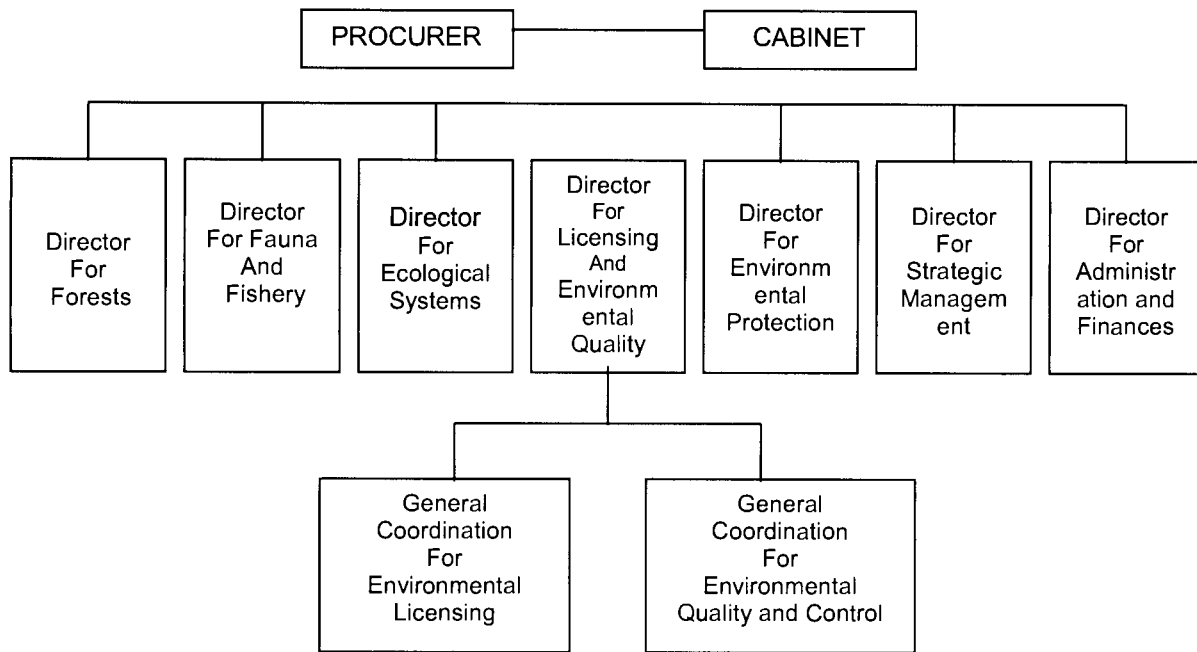 PROCURER
CABINET
Director
For
Forests
Director
For Fauna
And
Fishery
Director
For
Ecological
Systems
Director
For
Licensing
And
Environm
ental
Quality
Director
For
Environm
ental
Protection
Director
For
Strategic
Managem
ent
Director
For
Administr
ation and
Finances
General
Coordination
For
Environmental
Licensing
General
Coordination
For
Environmental
Quality and Control